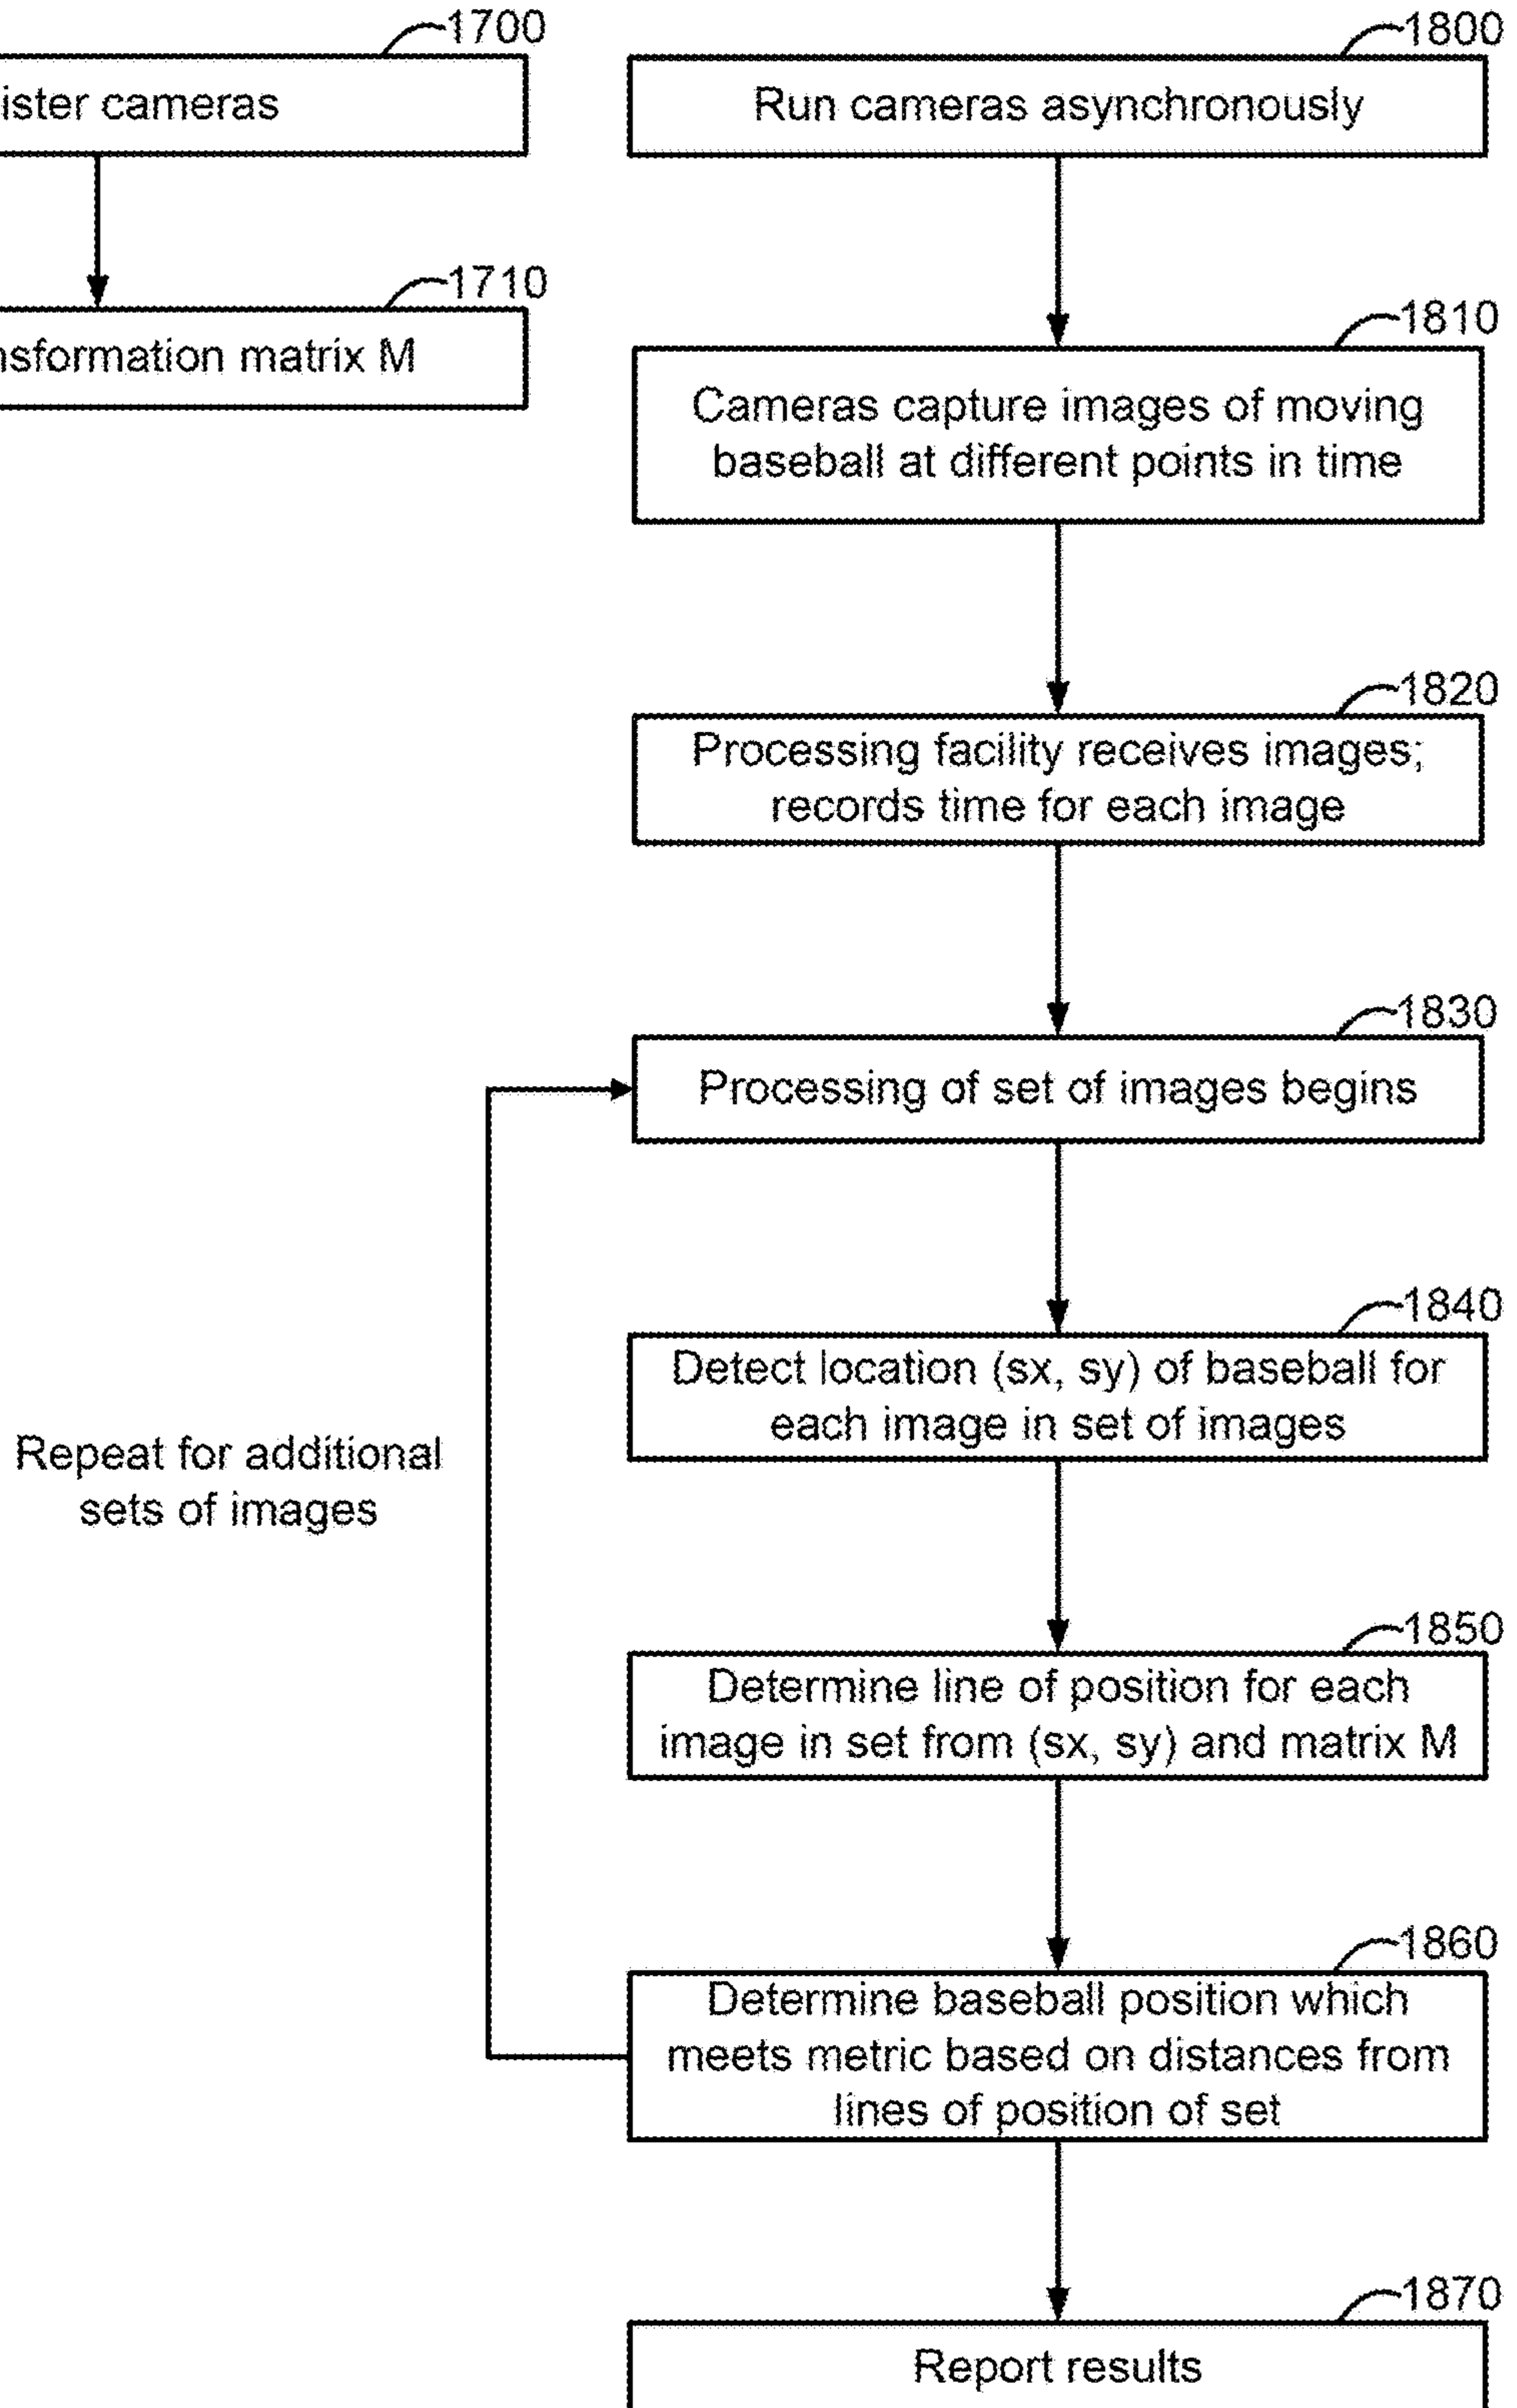 1700
cameras
1710
matrix M
1800
Run cameras asynchronously
1810
Cameras capture images of moving
baseball at different points in time
1820
Processing facility receives images;
records time for each image
1830
Processing of set of images begins
1840
Detect location (sx, sy) of baseball for
each image in set of images
Repeat for additional
sets of images
1850
Determine line of position for each
image in set from (sx, sy) and matrix M
1860
Determine baseball position which
meets metric based on distances from
lines of position of set
1870
Report results